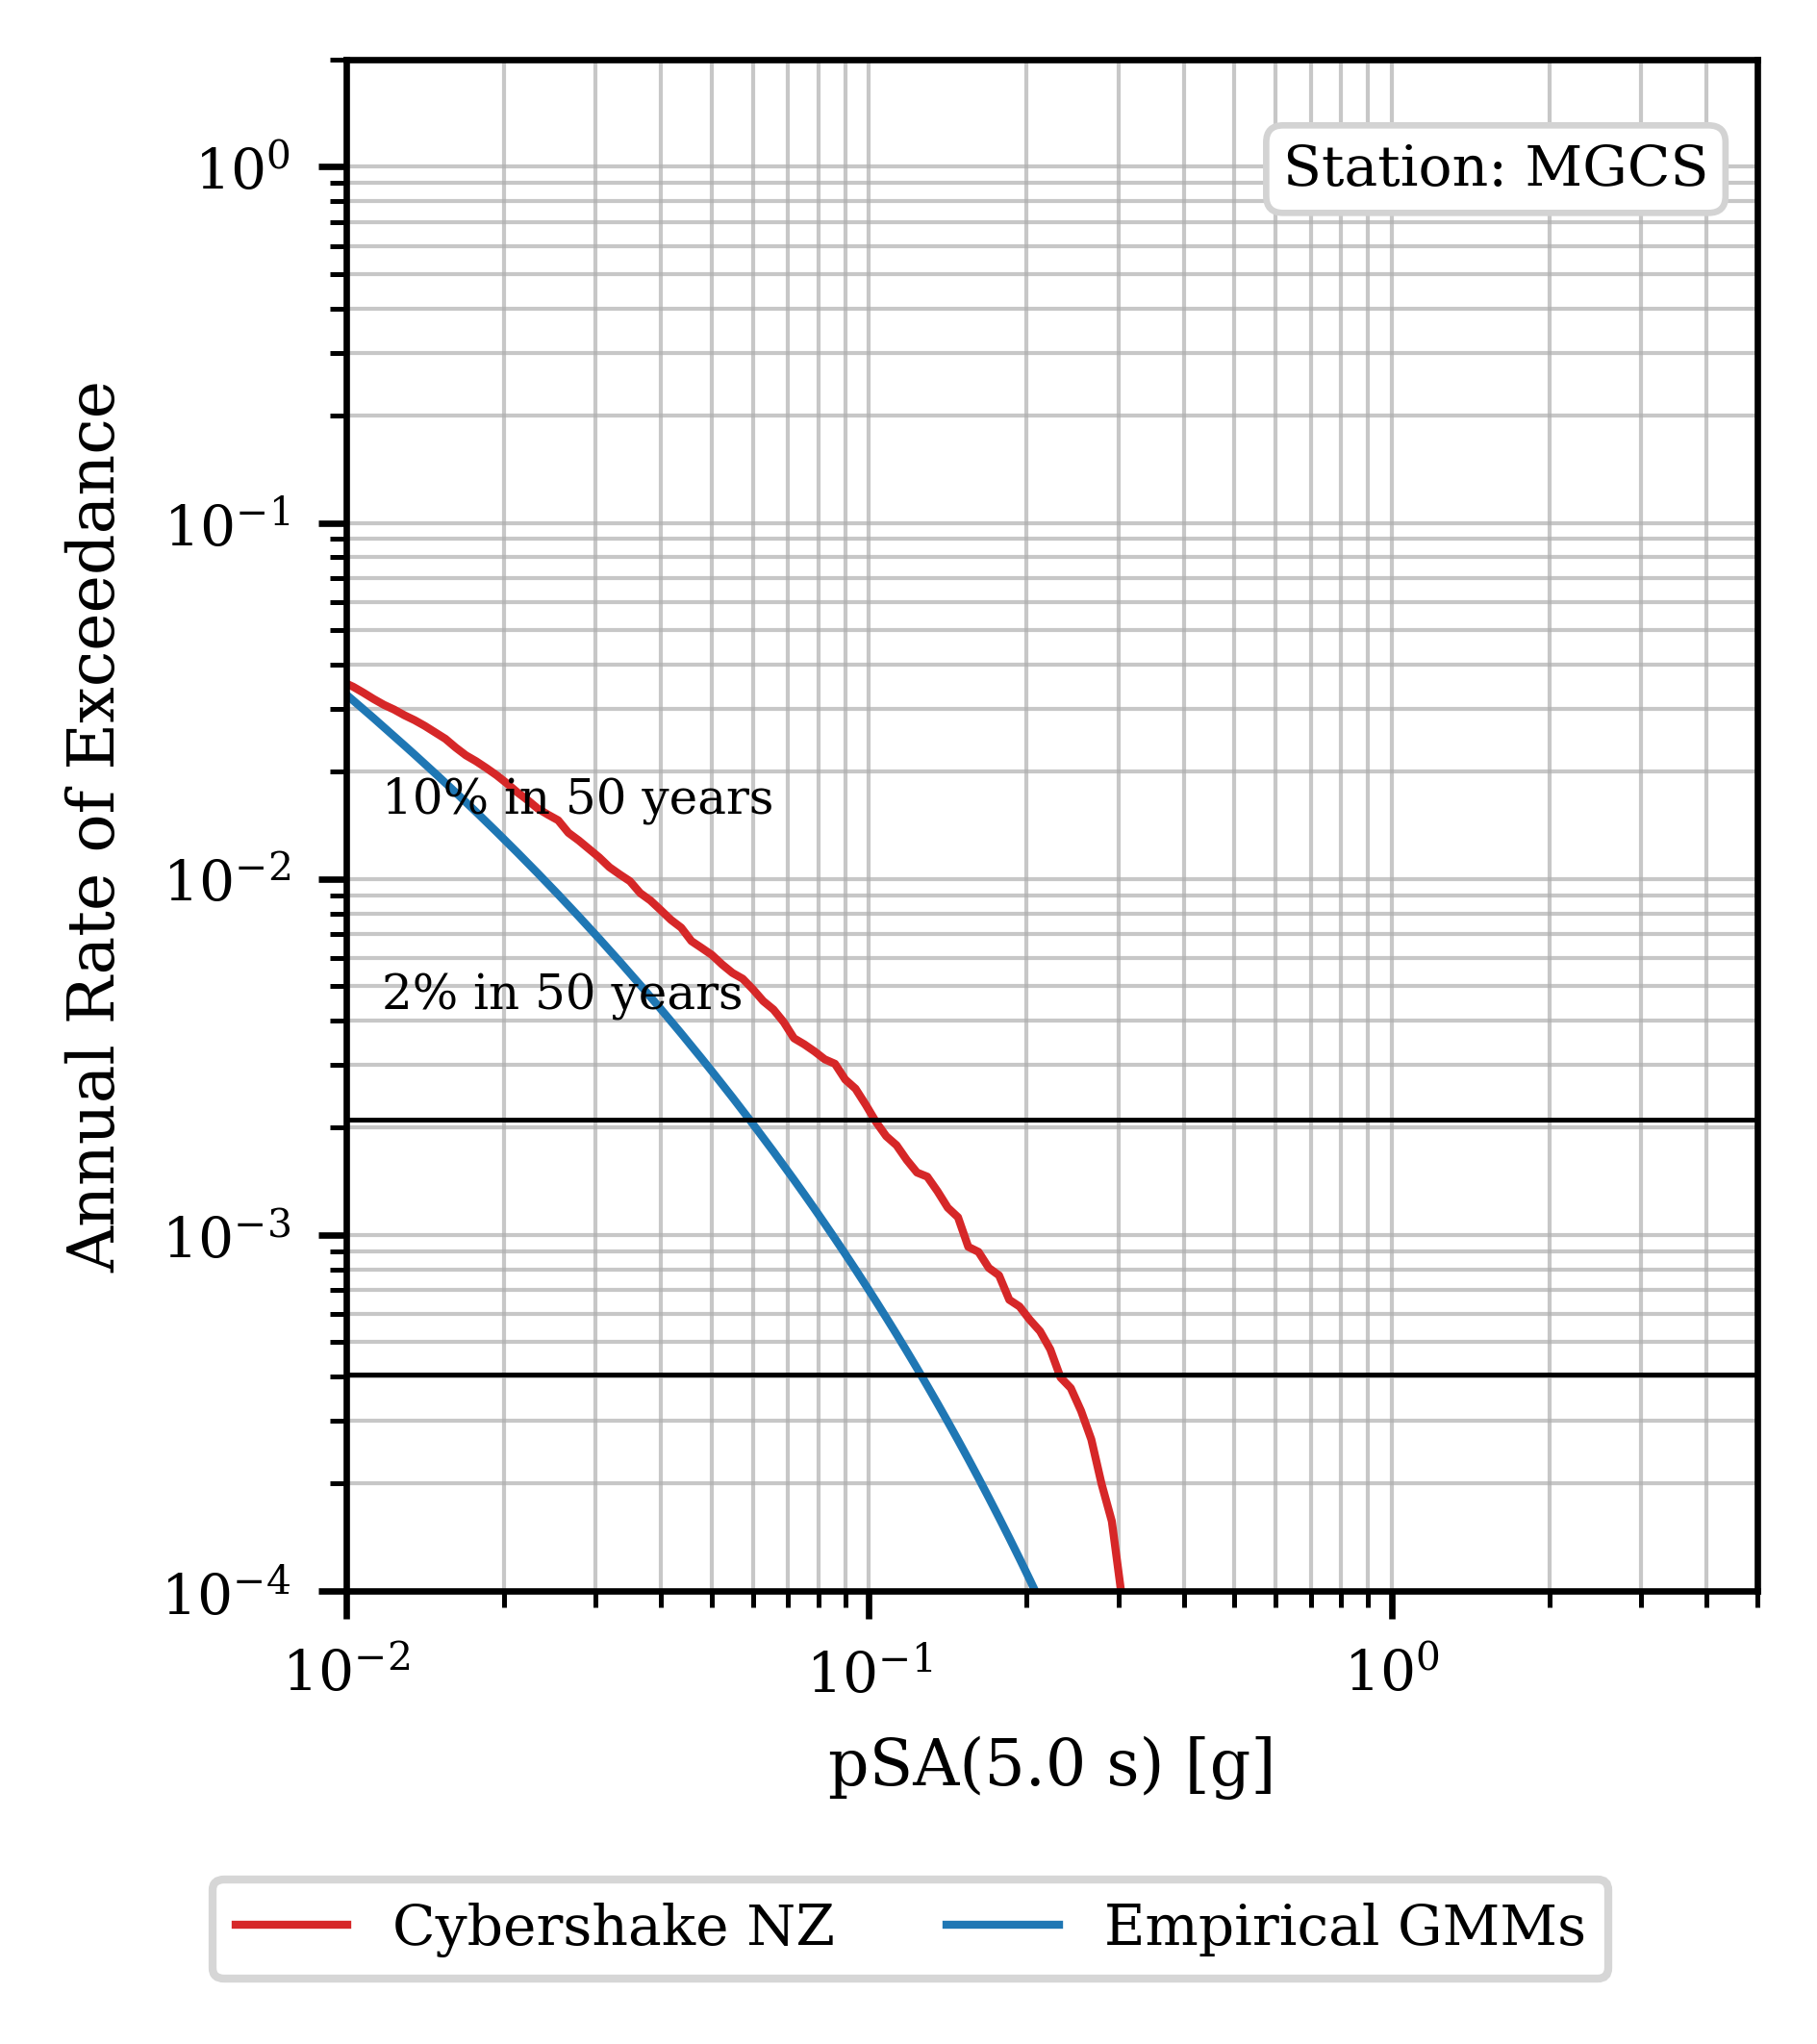 Station: MGCS
Annual Rate of Exceedance
10⁰
10⁻¹
10⁻²
10⁻³
10⁻⁴
10% in 50 years
2% in 50 years
10⁻²
10⁻¹
10⁰
pSA(5.0 s) [g]
Cybershake NZ
Empirical GMMs